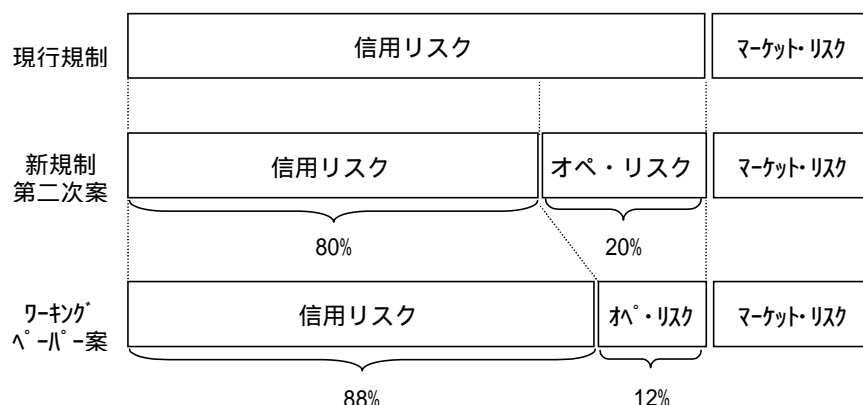 現行規制
信用リスク
ﾏｰｹｯﾄ・ﾘｽｸ
新規制
第二次案
信用リスク
オペ・リスク
ﾏｰｹｯﾄ・ﾘｽｸ
80%
20%
ﾜｰｷﾝｸﾞ
ﾍﾟｰﾊﾟｰ案
信用リスク
ｵﾍﾟ・ﾘｽｸ
ﾏｰｹｯﾄ・ﾘｽｸ
88%
12%